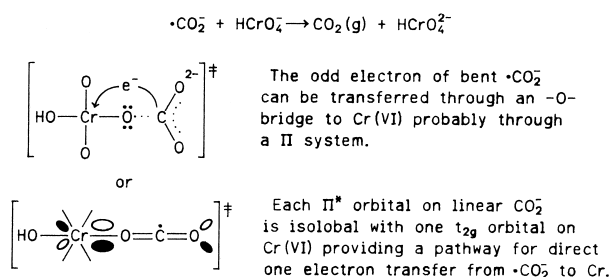 •CO₂⁻ + HCrO₄⁻ ⟶ CO₂(g) + HCrO₄²⁻
O O 2- ‡
e⁻
HO Cr O C
O O
The odd electron of bent •CO₂⁻
can be transferred through an -O-
bridge to Cr(VI) probably through
a Π system.
or
‡
HO Cr O C O
Each Π* orbital on linear CO₂⁻
is isolobal with one t₂g orbital on
Cr(VI) providing a pathway for direct
one electron transfer from •CO₂⁻ to Cr.